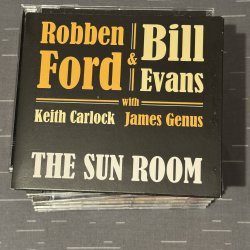 Robben Ford & Bill Evans
with
Keith Carlock James Genus
THE SUN ROOM